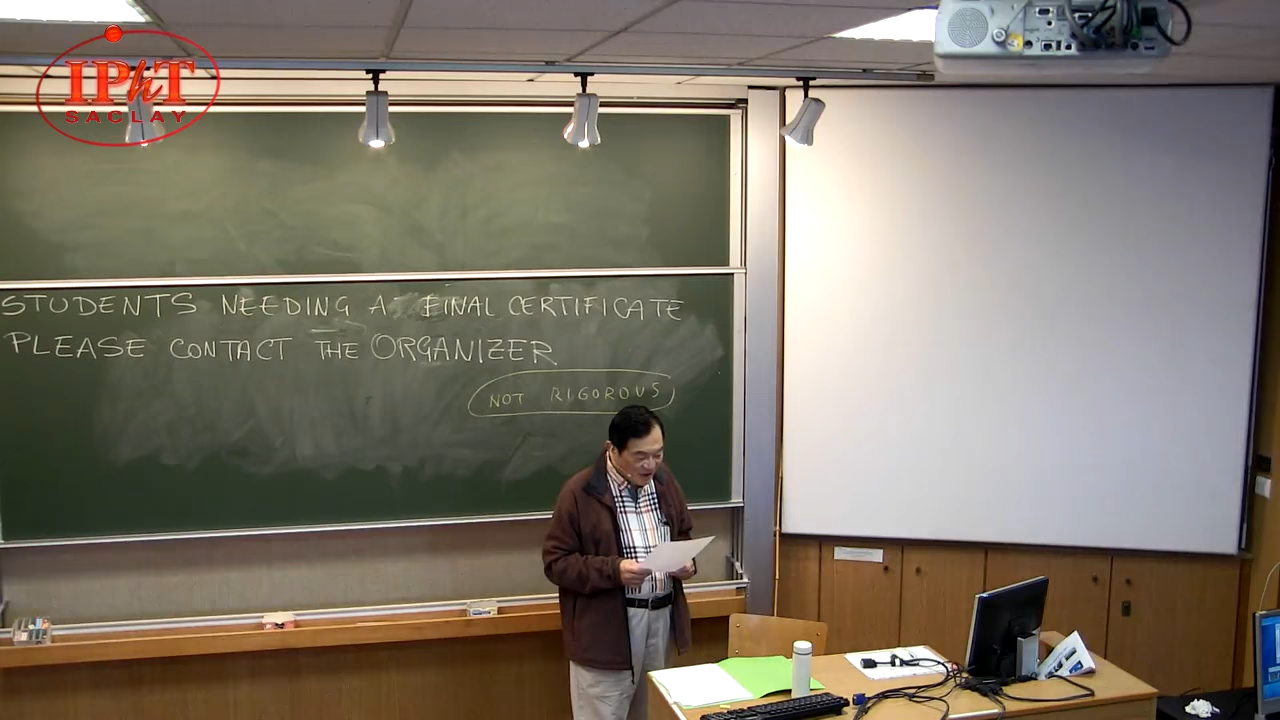 IPhT
SACLAY
STUDENTS NEEDING A FINAL CERTIFICATE
PLEASE CONTACT THE ORGANIZER
NOT RIGOROUS